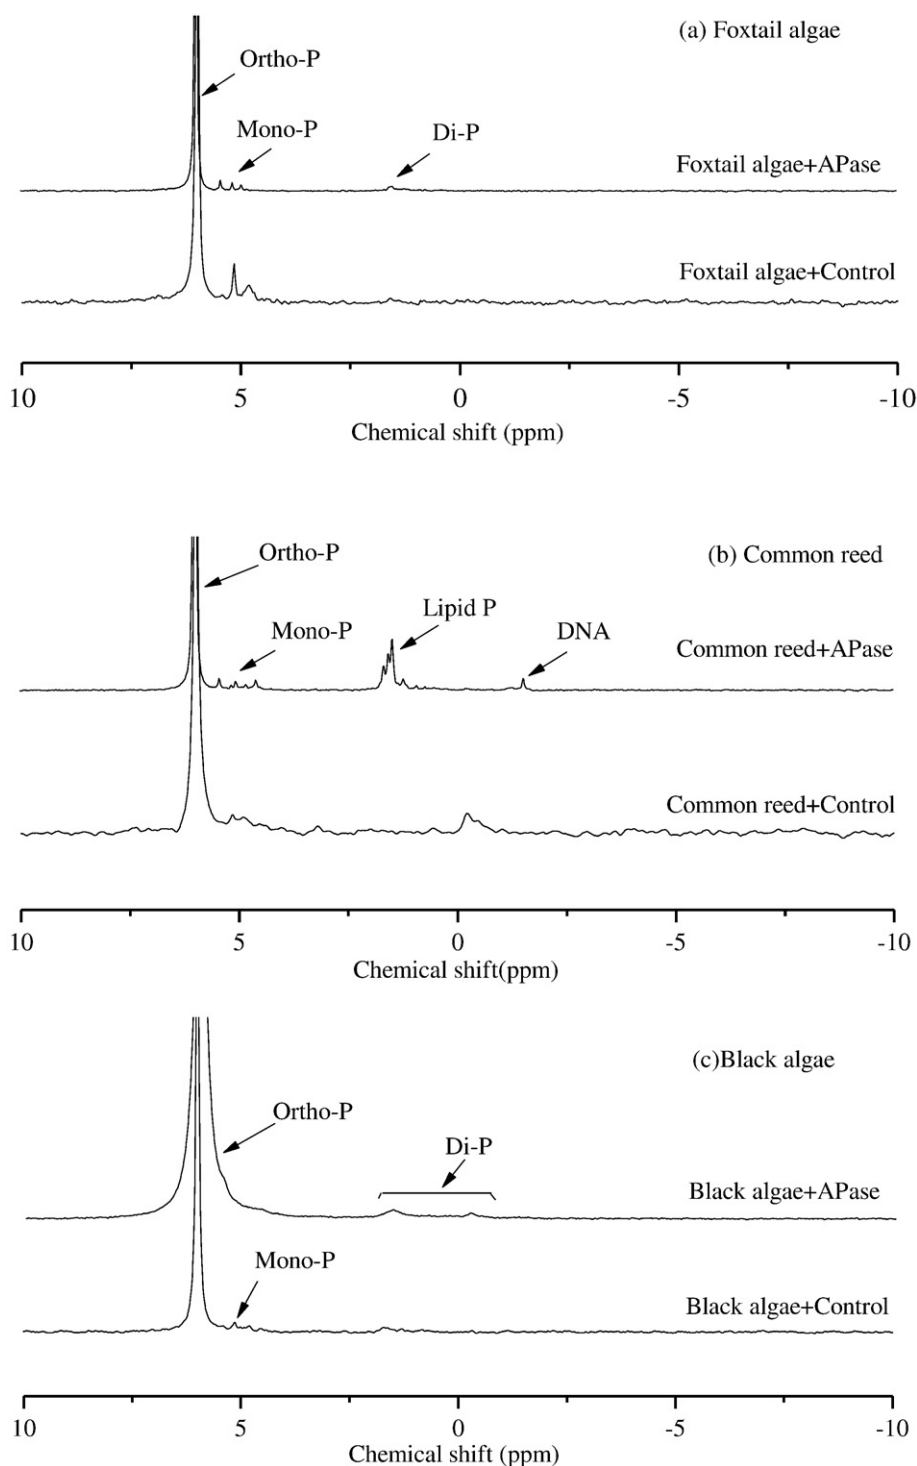 (a) Foxtail algae
Ortho-P
Mono-P
Di-P
Foxtail algae+APase
Foxtail algae+Control
10 5 0 -5 -10
Chemical shift (ppm)
(b) Common reed
Ortho-P
Lipid P
Mono-P
DNA
Common reed+APase
Common reed+Control
10 5 0 -5 -10
Chemical shift(ppm)
(c)Black algae
Ortho-P
Di-P
Black algae+APase
Mono-P
Black algae+Control
10 5 0 -5 -10
Chemical shift (ppm)